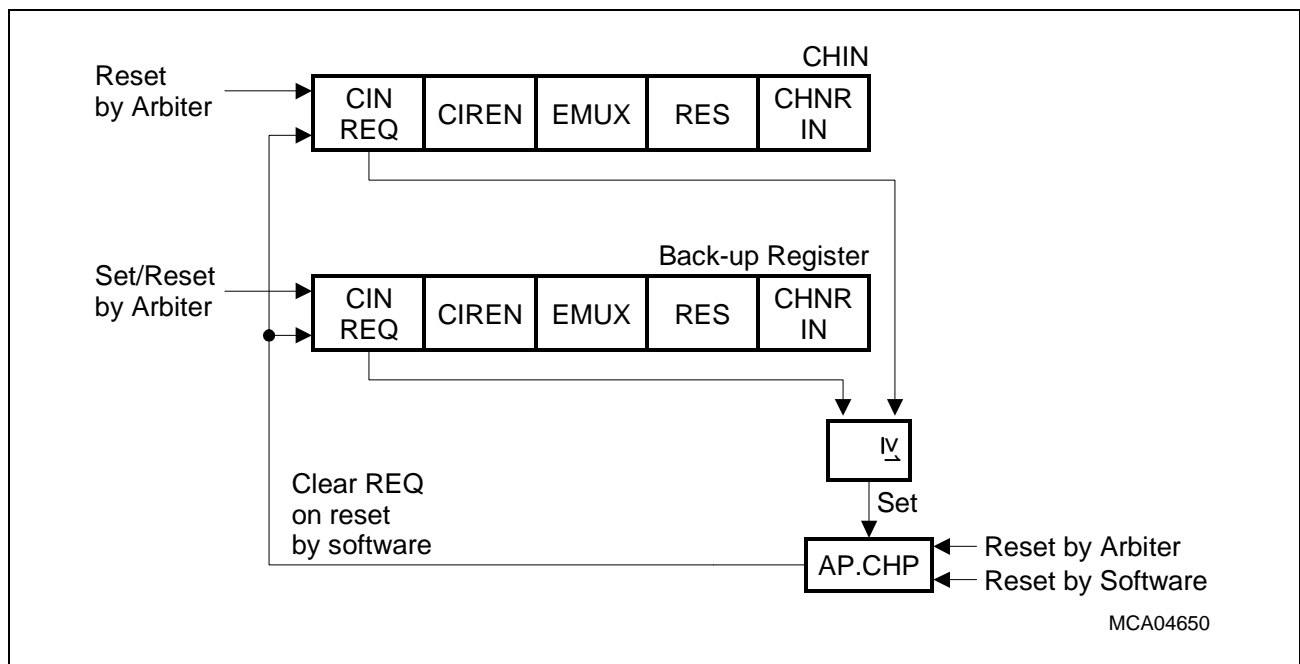 CHIN
Reset
by Arbiter
CIN
REQ
CIREN
EMUX
RES
CHNR
IN
Back-up Register
Set/Reset
by Arbiter
CIN
REQ
CIREN
EMUX
RES
CHNR
IN
≥1
Clear REQ
on reset
by software
Set
AP.CHP
Reset by Arbiter
Reset by Software
MCA04650